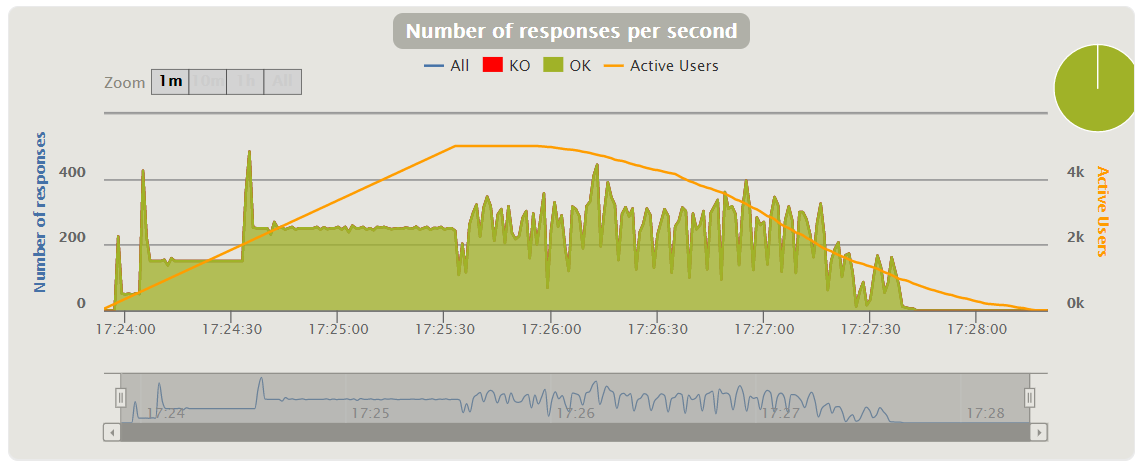 Number of responses per second
All KO OK Active Users
Zoom 1m 10m 1h All
Number of responses
400
200
0
4k
2k
0k
Active Users
17:24:00 17:24:30 17:25:00 17:25:30 17:26:00 17:26:30 17:27:00 17:27:30 17:28:00
17:24 17:25 17:26 17:27 17:28